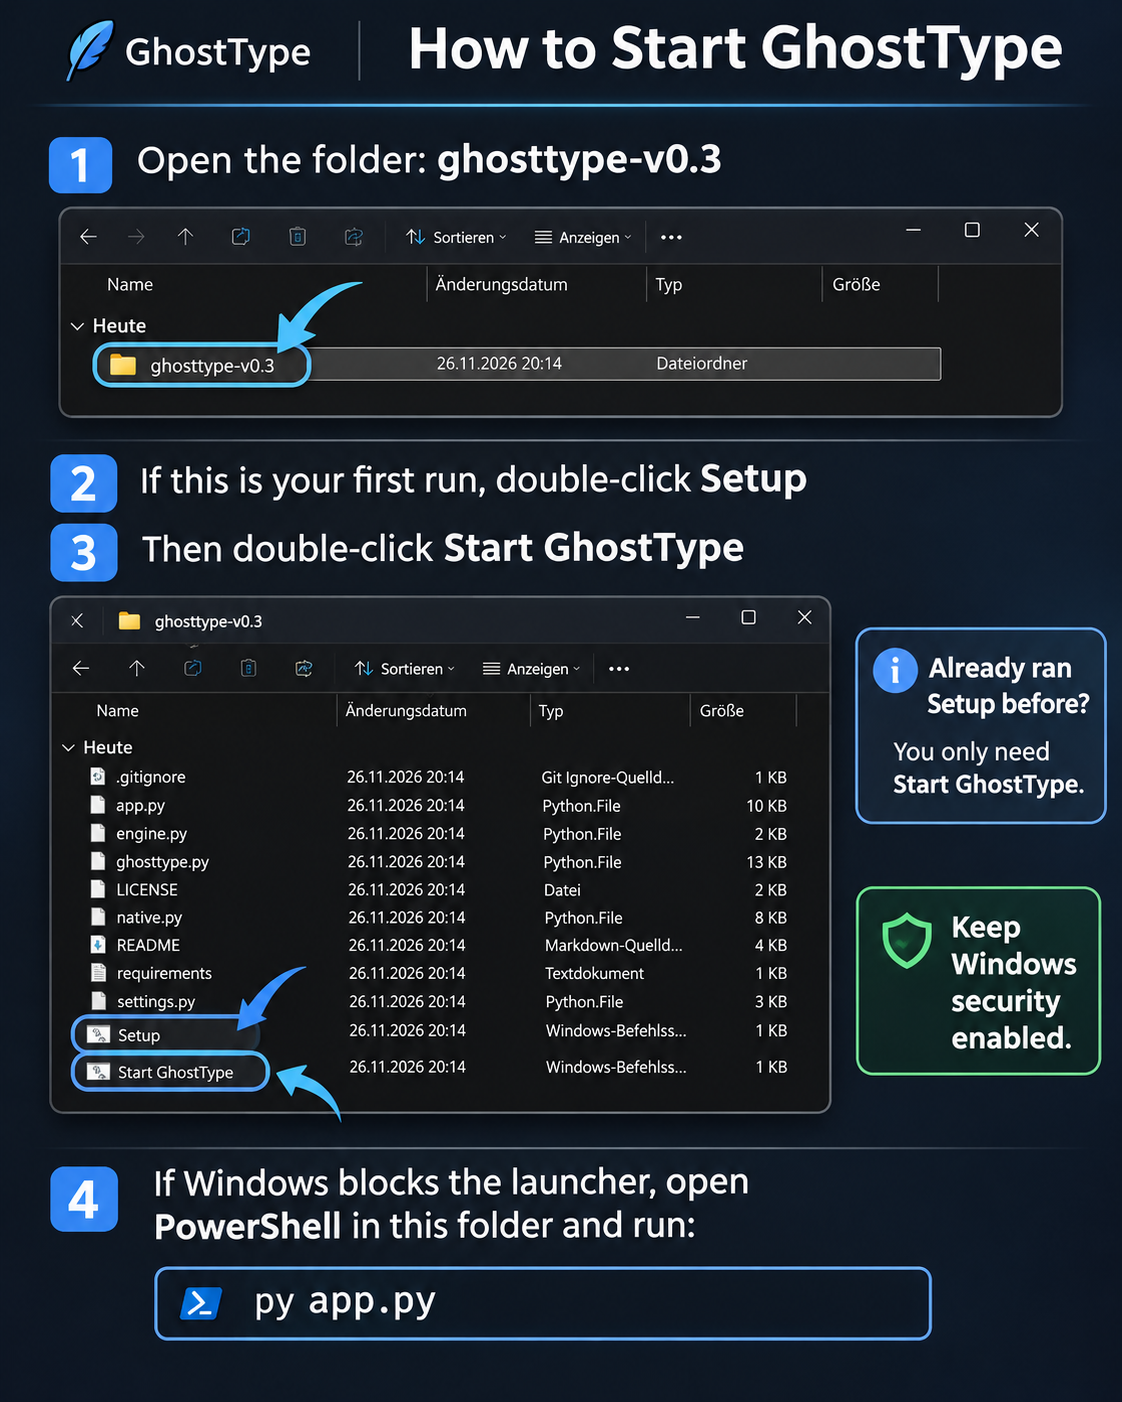 GhostType
How to Start GhostType
1
Open the folder: ghosttype-v0.3
Sortieren
Anzeigen
Name
Änderungsdatum
Typ
Größe
Heute
ghosttype-v0.3
26.11.2026 20:14
Dateiordner
2
If this is your first run, double-click Setup
3
Then double-click Start GhostType
ghosttype-v0.3
Sortieren
Anzeigen
Name
Änderungsdatum
Typ
Größe
Heute
.gitignore 26.11.2026 20:14 Git Ignore-Quelld... 1 KB
app.py 26.11.2026 20:14 Python.File 10 KB
engine.py 26.11.2026 20:14 Python.File 2 KB
ghosttype.py 26.11.2026 20:14 Python.File 13 KB
LICENSE 26.11.2026 20:14 Datei 2 KB
native.py 26.11.2026 20:14 Python.File 8 KB
README 26.11.2026 20:14 Markdown-Quelld... 4 KB
requirements 26.11.2026 20:14 Textdokument 1 KB
settings.py 26.11.2026 20:14 Python.File 3 KB
Setup 26.11.2026 20:14 Windows-Befehlss... 1 KB
Start GhostType 26.11.2026 20:14 Windows-Befehlss... 1 KB
i
Already ran
Setup before?
You only need
Start GhostType.
Keep
Windows
security
enabled.
4
If Windows blocks the launcher, open
PowerShell in this folder and run:
py app.py